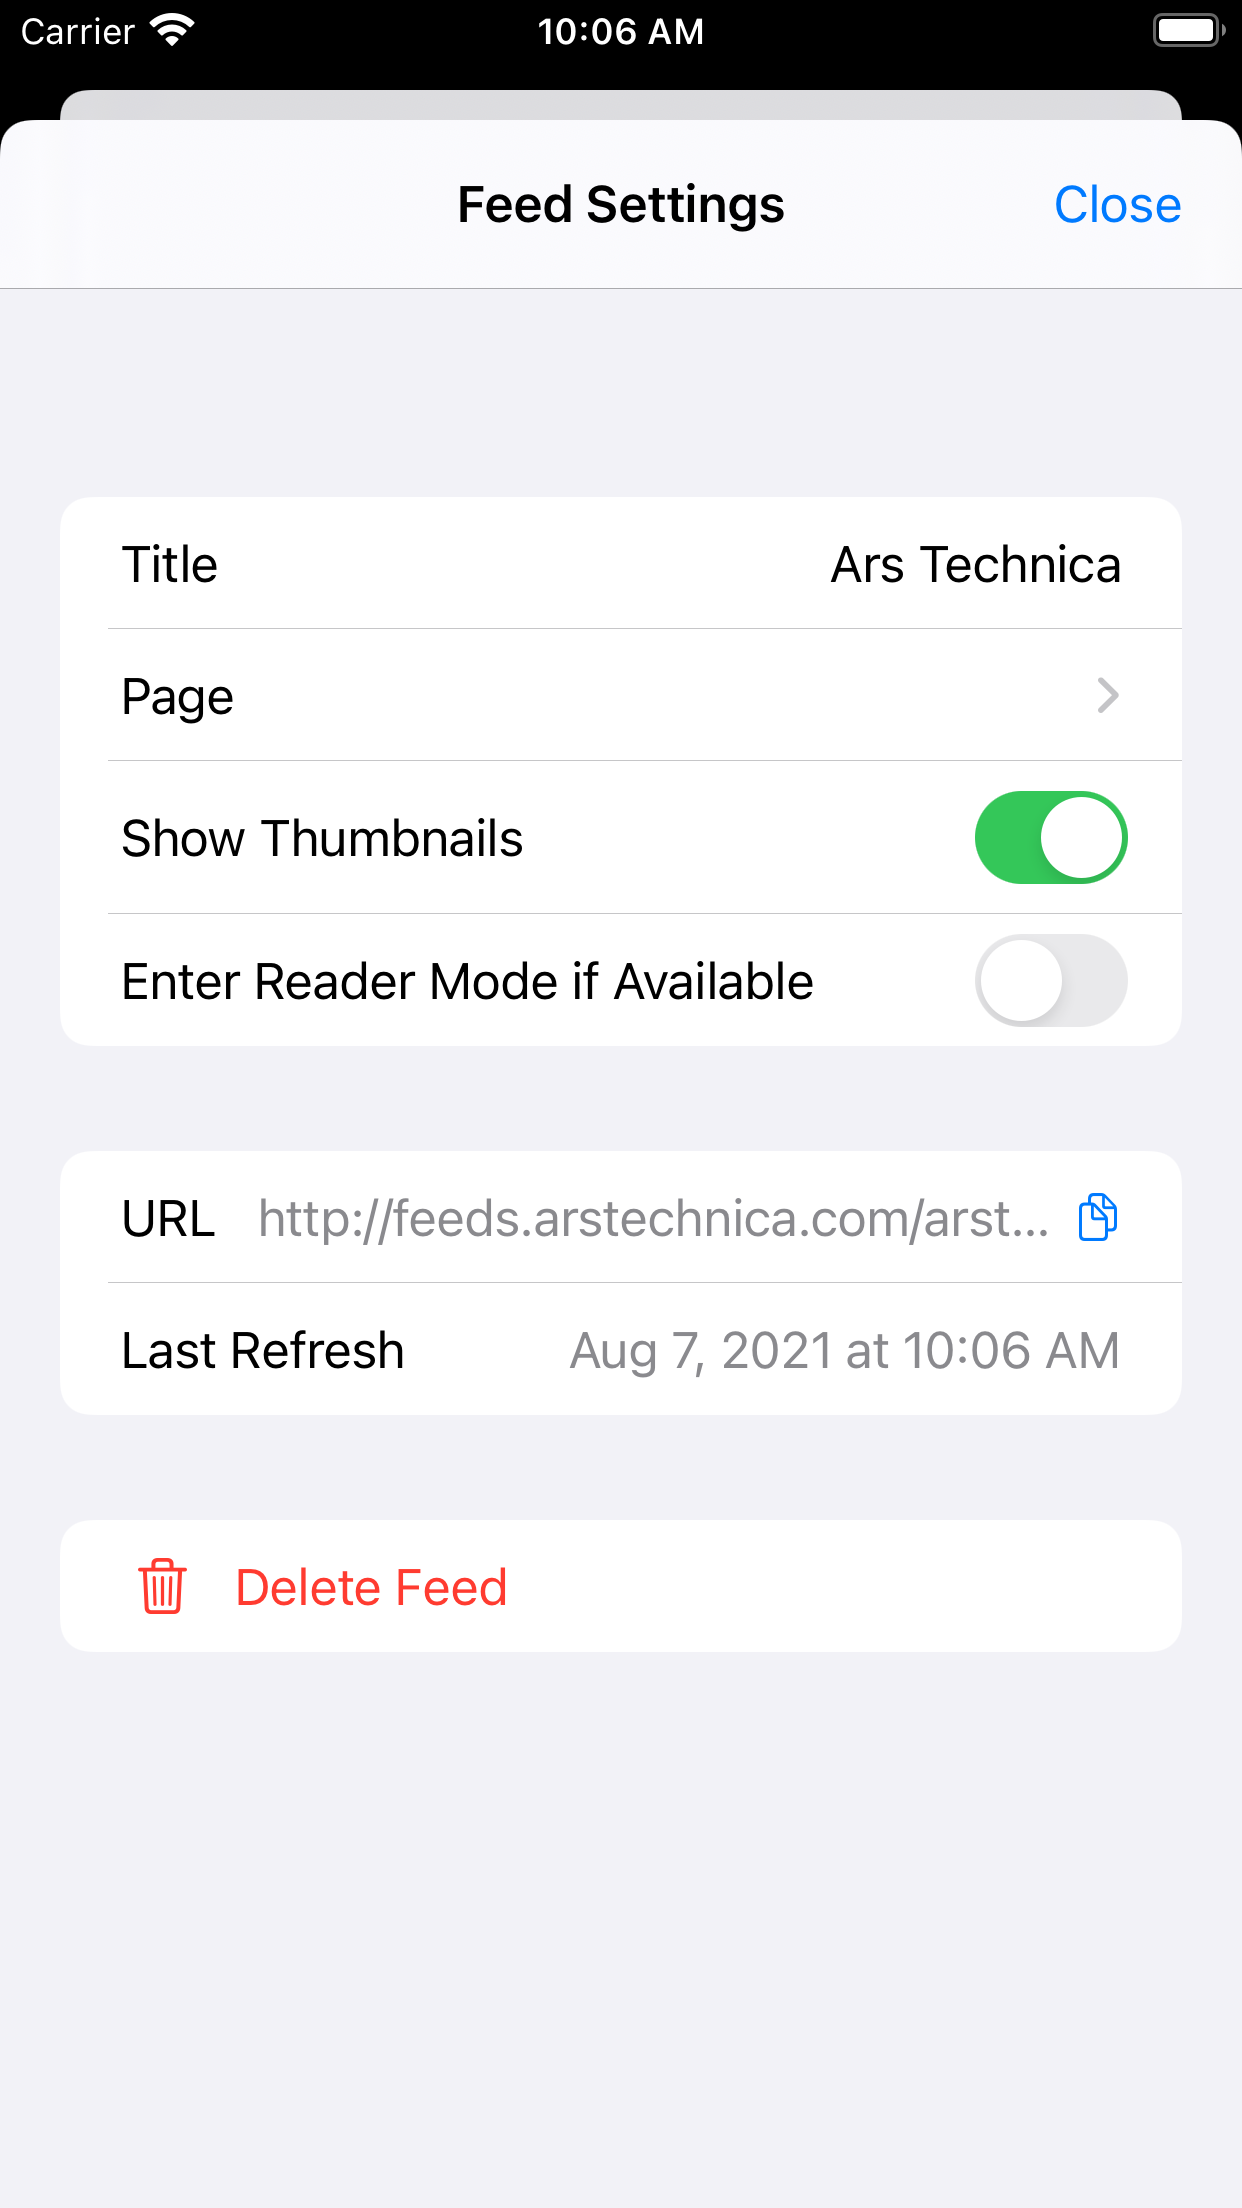 Carrier 10:06 AM
Feed Settings Close
Title Ars Technica
Page
Show Thumbnails
Enter Reader Mode if Available
URL http://feeds.arstechnica.com/arst...
Last Refresh Aug 7, 2021 at 10:06 AM
Delete Feed